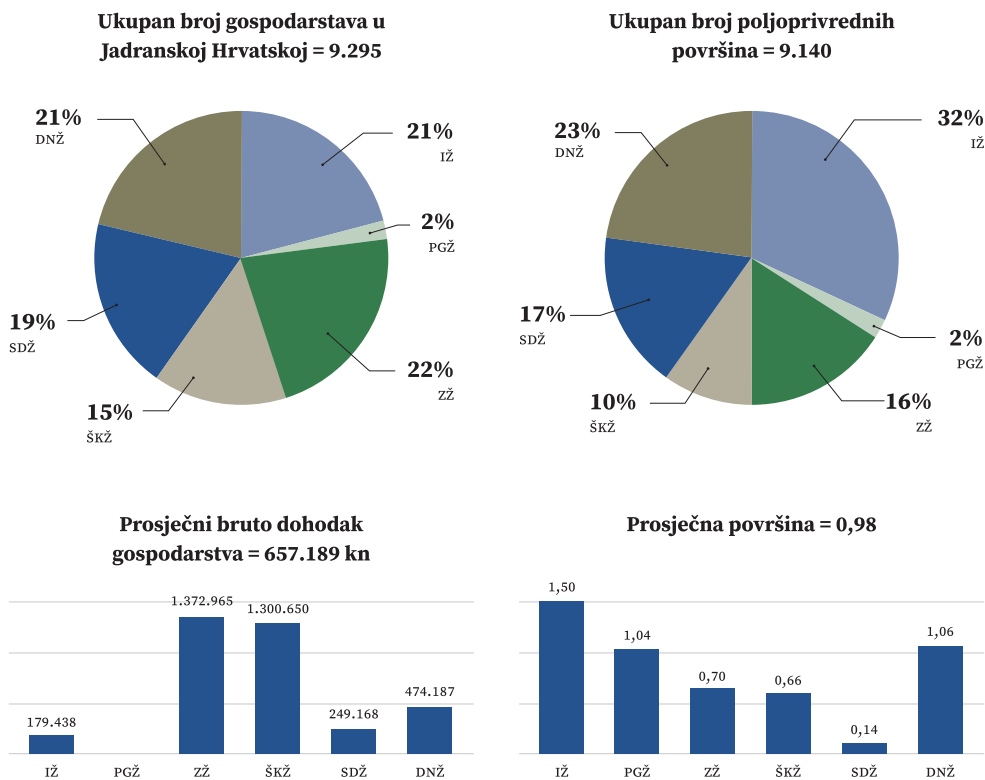 Ukupan broj gospodarstava u
Jadranskoj Hrvatskoj = 9.295
21%
DNŽ
21%
IŽ
2%
PGŽ
19%
SDŽ
22%
ZŽ
15%
ŠKŽ
Ukupan broj poljoprivrednih
površina = 9.140
32%
IŽ
23%
DNŽ
17%
SDŽ
2%
PGŽ
10%
ŠKŽ
16%
ZŽ
Prosječni bruto dohodak
gospodarstva = 657.189 kn
179.438
1.372.965
1.300.650
249.168
474.187
IŽ PGŽ ZŽ ŠKŽ SDŽ DNŽ
Prosječna površina = 0,98
1,50
1,04
0,70
0,66
0,14
1,06
IŽ PGŽ ZŽ ŠKŽ SDŽ DNŽ